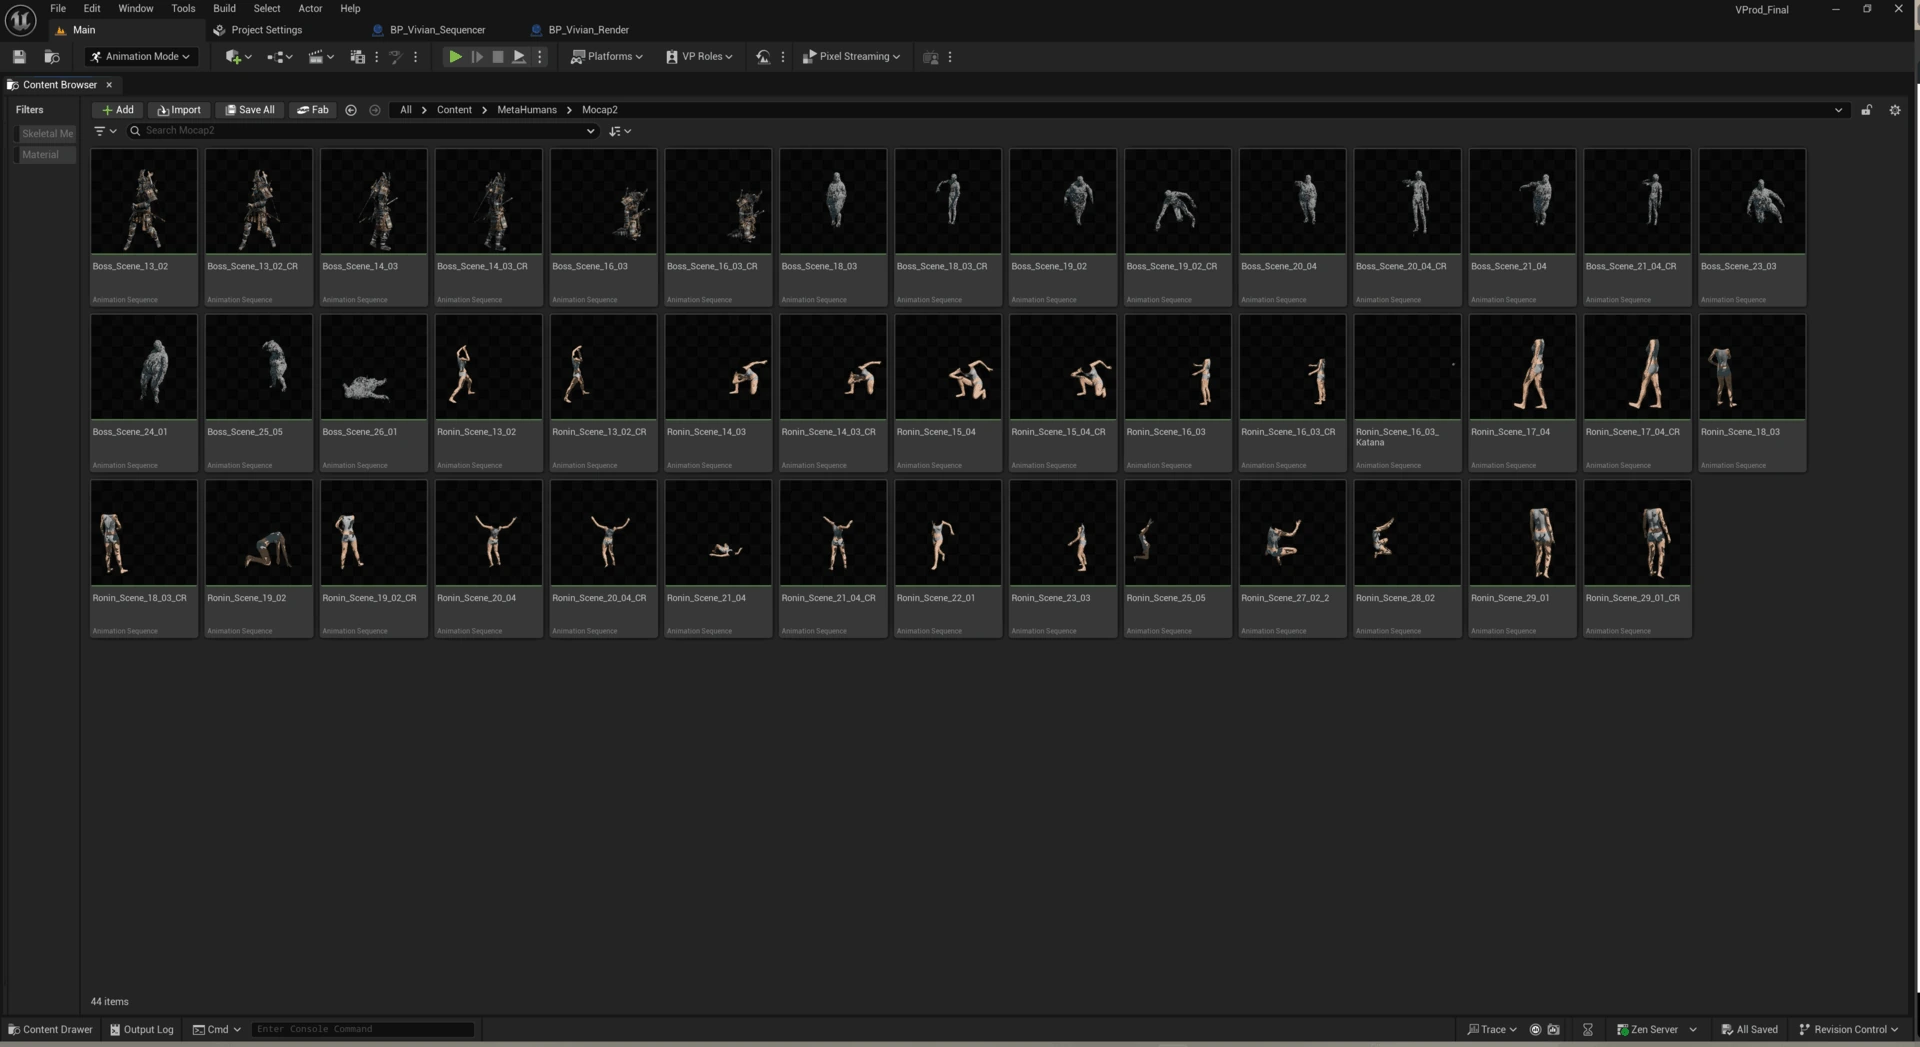 File Edit Window Tools Build Select Actor Help
VProd_Final
Main Project Settings BP_Vivian_Sequencer BP_Vivian_Render
Animation Mode Platforms VP Roles Pixel Streaming
Content Browser
Filters
Add Import Save All Fab All Content MetaHumans Mocap2
Skeletal Me
Search Mocap2
Material
Boss_Scene_13_02 Boss_Scene_13_02_CR Boss_Scene_14_03 Boss_Scene_14_03_CR Boss_Scene_16_03 Boss_Scene_16_03_CR Boss_Scene_18_03 Boss_Scene_18_03_CR Boss_Scene_19_02 Boss_Scene_19_02_CR Boss_Scene_20_04 Boss_Scene_20_04_CR Boss_Scene_21_04 Boss_Scene_21_04_CR Boss_Scene_23_03
Animation Sequence Animation Sequence Animation Sequence Animation Sequence Animation Sequence Animation Sequence Animation Sequence Animation Sequence Animation Sequence Animation Sequence Animation Sequence Animation Sequence Animation Sequence Animation Sequence Animation Sequence
Boss_Scene_24_01 Boss_Scene_25_05 Boss_Scene_26_01 Ronin_Scene_13_02 Ronin_Scene_13_02_CR Ronin_Scene_14_03 Ronin_Scene_14_03_CR Ronin_Scene_15_04 Ronin_Scene_15_04_CR Ronin_Scene_16_03 Ronin_Scene_16_03_CR Ronin_Scene_16_03_ Ronin_Scene_17_04 Ronin_Scene_17_04_CR Ronin_Scene_18_03
Katana
Animation Sequence Animation Sequence Animation Sequence Animation Sequence Animation Sequence Animation Sequence Animation Sequence Animation Sequence Animation Sequence Animation Sequence Animation Sequence Animation Sequence Animation Sequence Animation Sequence Animation Sequence
Ronin_Scene_18_03_CR Ronin_Scene_19_02 Ronin_Scene_19_02_CR Ronin_Scene_20_04 Ronin_Scene_20_04_CR Ronin_Scene_21_04 Ronin_Scene_21_04_CR Ronin_Scene_22_01 Ronin_Scene_23_03 Ronin_Scene_25_05 Ronin_Scene_27_02_2 Ronin_Scene_28_02 Ronin_Scene_29_01 Ronin_Scene_29_01_CR
Animation Sequence Animation Sequence Animation Sequence Animation Sequence Animation Sequence Animation Sequence Animation Sequence Animation Sequence Animation Sequence Animation Sequence Animation Sequence Animation Sequence Animation Sequence Animation Sequence
44 items
Content Drawer Output Log Cmd Enter Console Command Trace Zen Server All Saved Revision Control